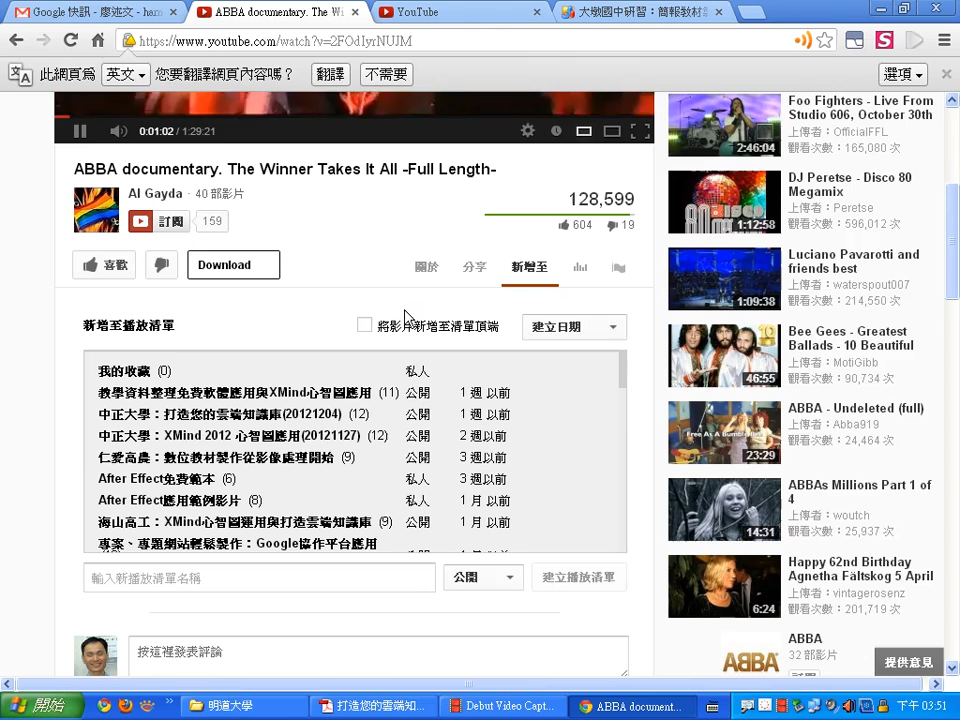 Google 快訊 - 廖述文 - ham
ABBA documentary. The Wi
YouTube
大墩國中研習：簡報教材
https://www.youtube.com/watch?v=2FOdIyrNUJM
此網頁為 英文 您要翻譯網頁內容嗎？ 翻譯 不需要 選項
0:01:02 / 1:29:21
ABBA documentary. The Winner Takes It All -Full Length-
Al Gayda · 40 部影片
訂閱 159
128,599
604 19
喜歡 Download
關於 分享 新增至
新增至播放清單
將影片新增至清單頂端
建立日期
我的收藏 (0) 私人
教學資料整理免費軟體應用與XMind心智圖應用 (11) 公開 1 週以前
中正大學：打造您的雲端知識庫(20121204) (12) 公開 1 週以前
中正大學：XMind 2012 心智圖應用(20121127) (12) 公開 2 週以前
仁愛高農：數位教材製作從影像處理開始 (9) 公開 3 週以前
After Effect免費範本 (6) 私人 3 週以前
After Effect應用範例影片 (8) 私人 1 月以前
海山高工：XMind心智圖運用與打造雲端知識庫 (9) 公開 1 月以前
專案、專題網站輕鬆製作：Google協作平台應用
輸入新播放清單名稱
公開
建立播放清單
按這裡發表評論
Foo Fighters - Live From
Studio 606, October 30th
上傳者：OfficialFFL
觀看次數：165,080 次
2:46:04
DJ Peretse - Disco 80
Megamix
上傳者：Peretse
觀看次數：596,012 次
1:12:58
Luciano Pavarotti and
friends best
上傳者：waterspout007
觀看次數：214,550 次
1:09:38
Bee Gees - Greatest
Ballads - 10 Beautiful
上傳者：MotiGibb
觀看次數：90,734 次
46:55
ABBA - Undeleted (full)
上傳者：Abba919
觀看次數：24,464 次
23:29
ABBAs Millions Part 1 of
4
上傳者：woutch
觀看次數：25,937 次
14:31
Happy 62nd Birthday
Agnetha Fältskog 5 April
上傳者：vintagerosenz
觀看次數：201,719 次
6:24
ABBA
32 部影片
ABBA
提供意見
開始
明道大學
打造您的雲端知...
Debut Video Capt...
ABBA document...
下午 03:51